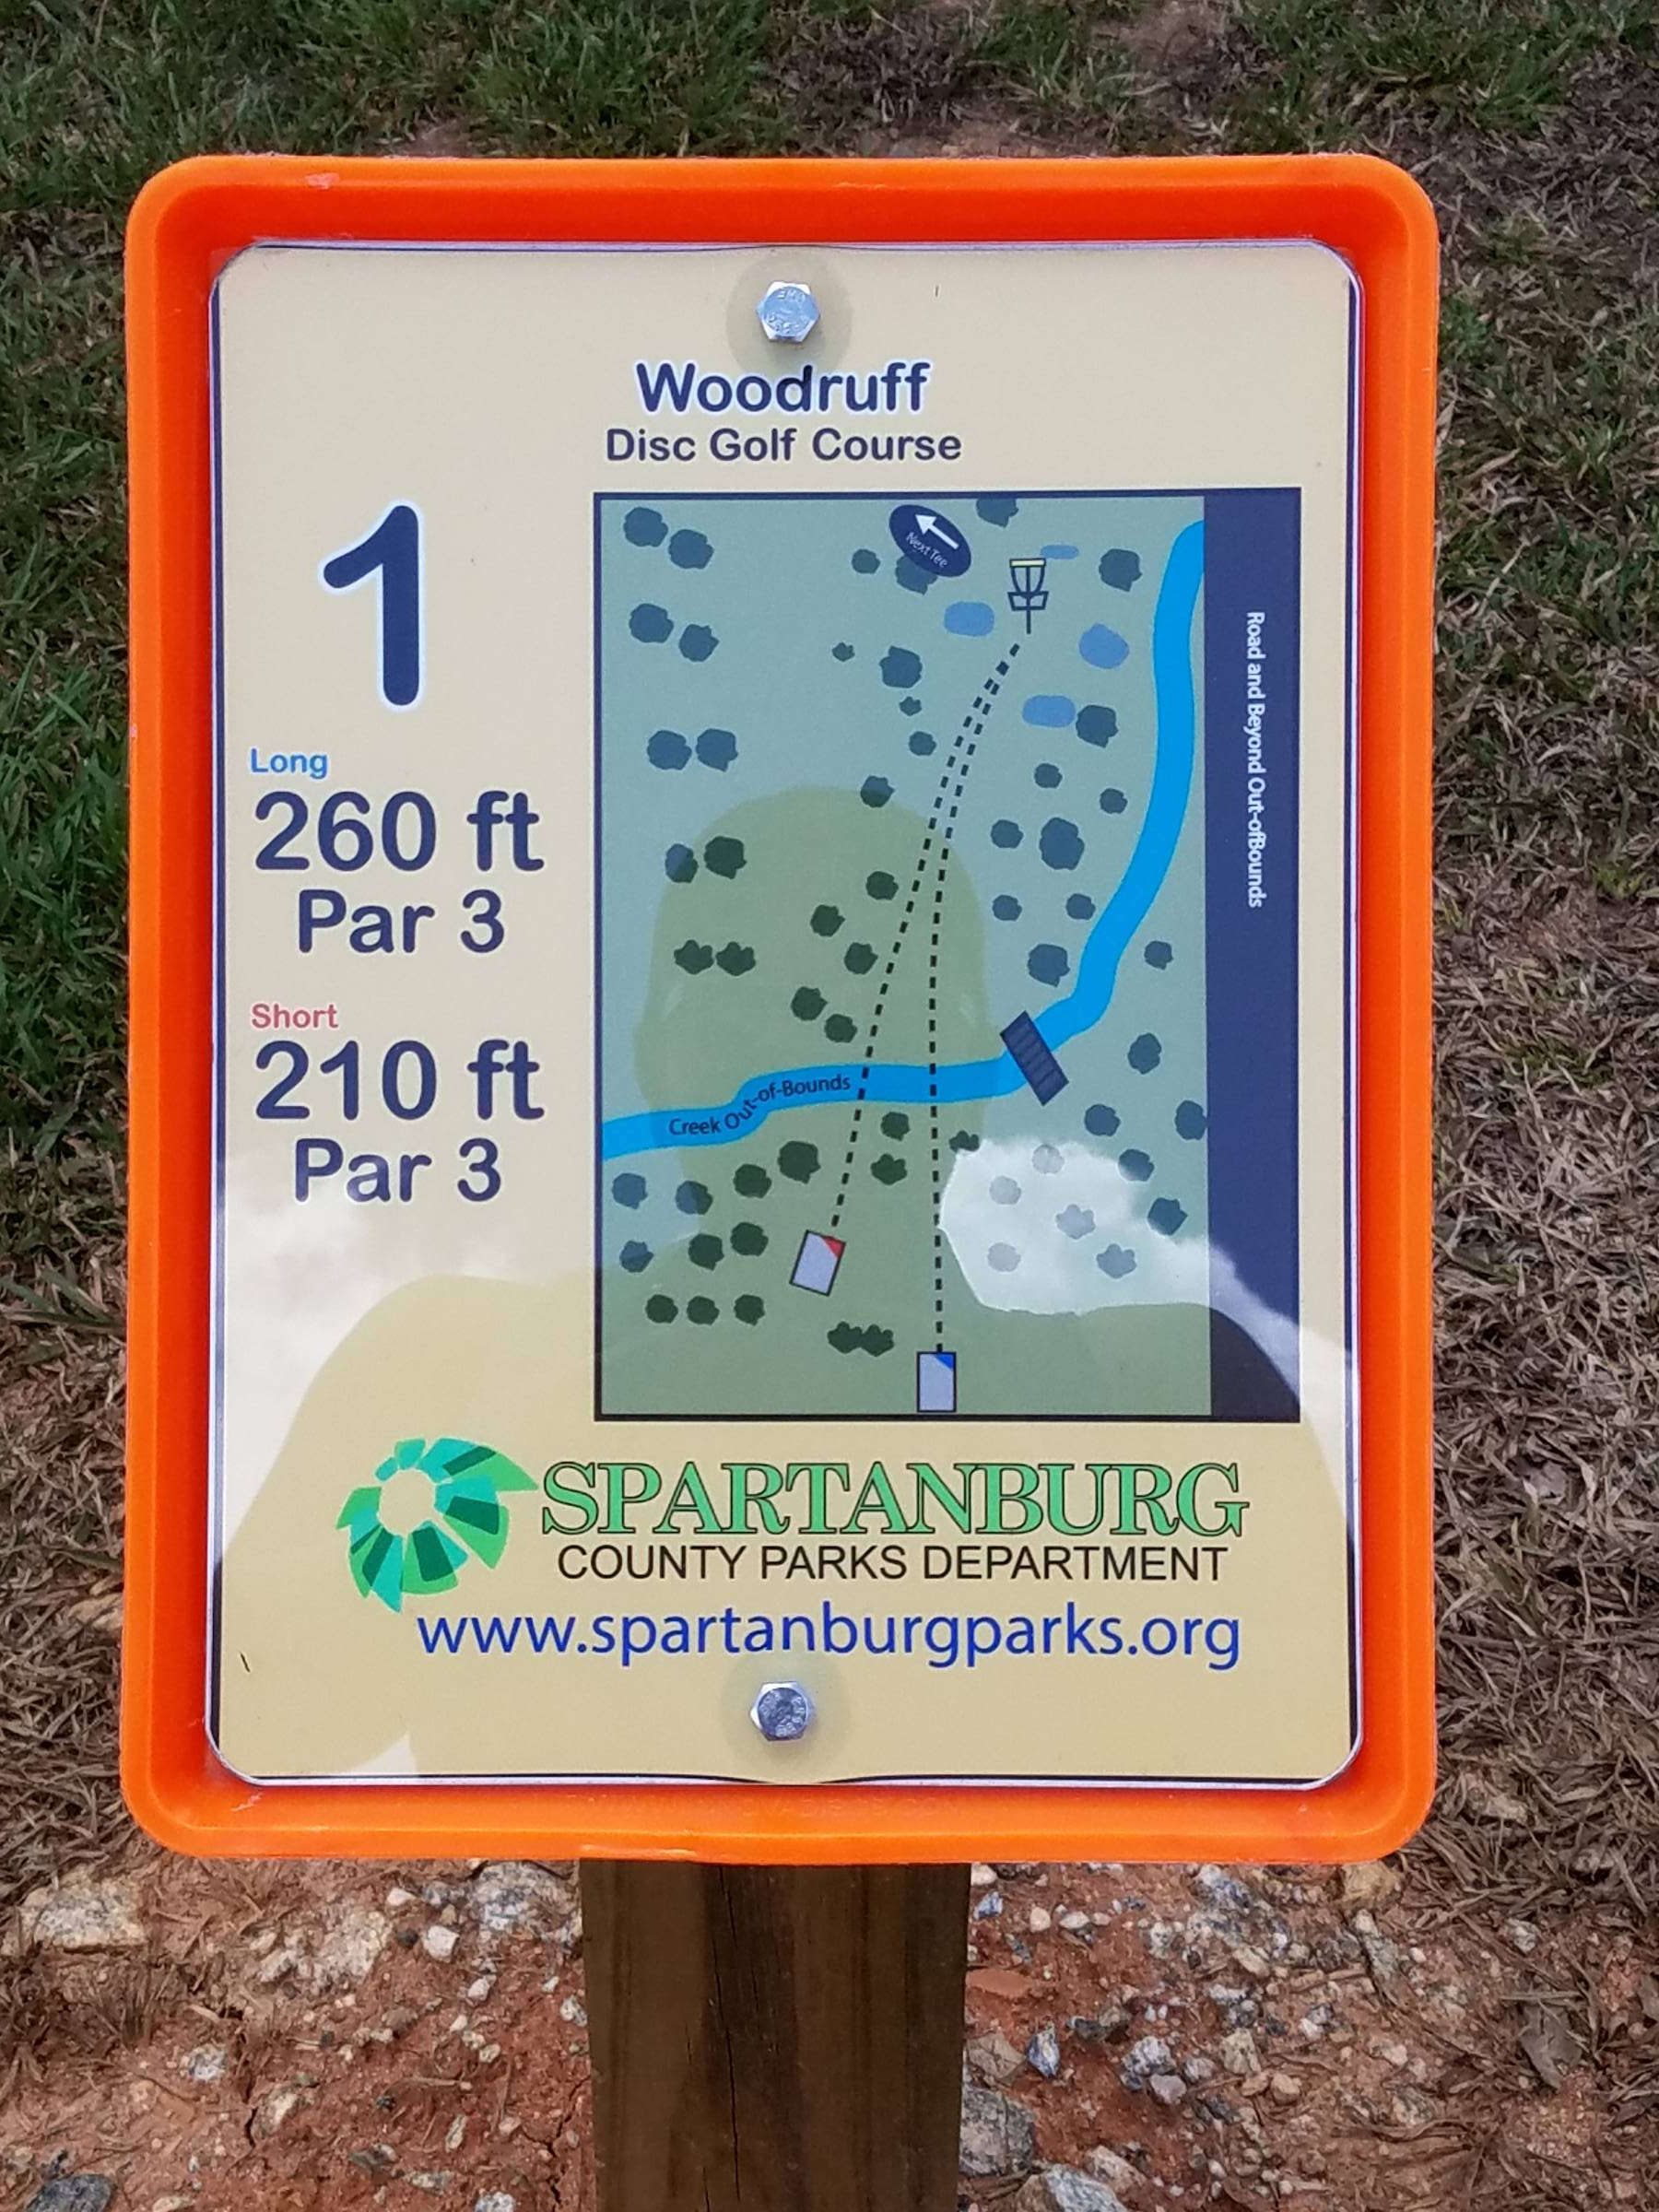 Woodruff
Disc Golf Course
1
Long
260 ft
Par 3
Short
210 ft
Par 3
Next Tee
Road and Beyond Out-ofBounds
Creek Out-of-Bounds
SPARTANBURG
COUNTY PARKS DEPARTMENT
www.spartanburgparks.org